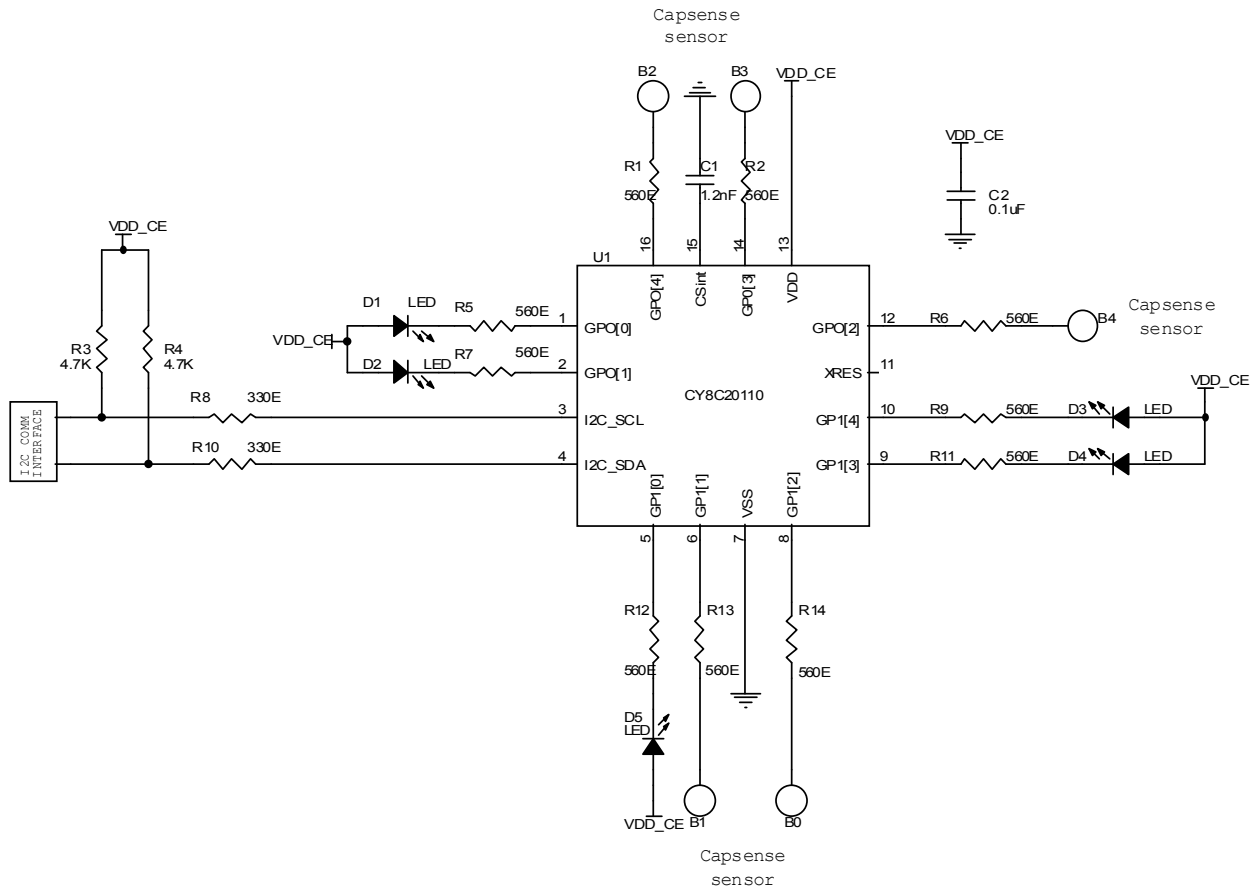 Capsense
sensor
B2
B3
VDD_CE
R1
560E
C1
1.2nF
R2
560E
VDD_CE
C2
0.1uF
VDD_CE
16
15
14
13
U1
GPO[4]
CSint
GP0[3]
VDD
D1
LED
R5
560E
1
GPO[0]
GPO[2]
12
R6
560E
B4
Capsense
sensor
VDD_CE
R3
4.7K
R4
4.7K
D2
LED
R7
560E
2
GPO[1]
XRES
11
CY8C20110
VDD_CE
R8
330E
3
I2C_SCL
GP1[4]
10
R9
560E
D3
LED
I2C COMM
INTERFACE
R10
330E
4
I2C_SDA
GP1[3]
9
R11
560E
D4
LED
GP1[0]
GP1[1]
VSS
GP1[2]
5
6
7
8
R12
560E
R13
560E
R14
560E
D5
LED
VDD_CE
B1
B0
Capsense
sensor